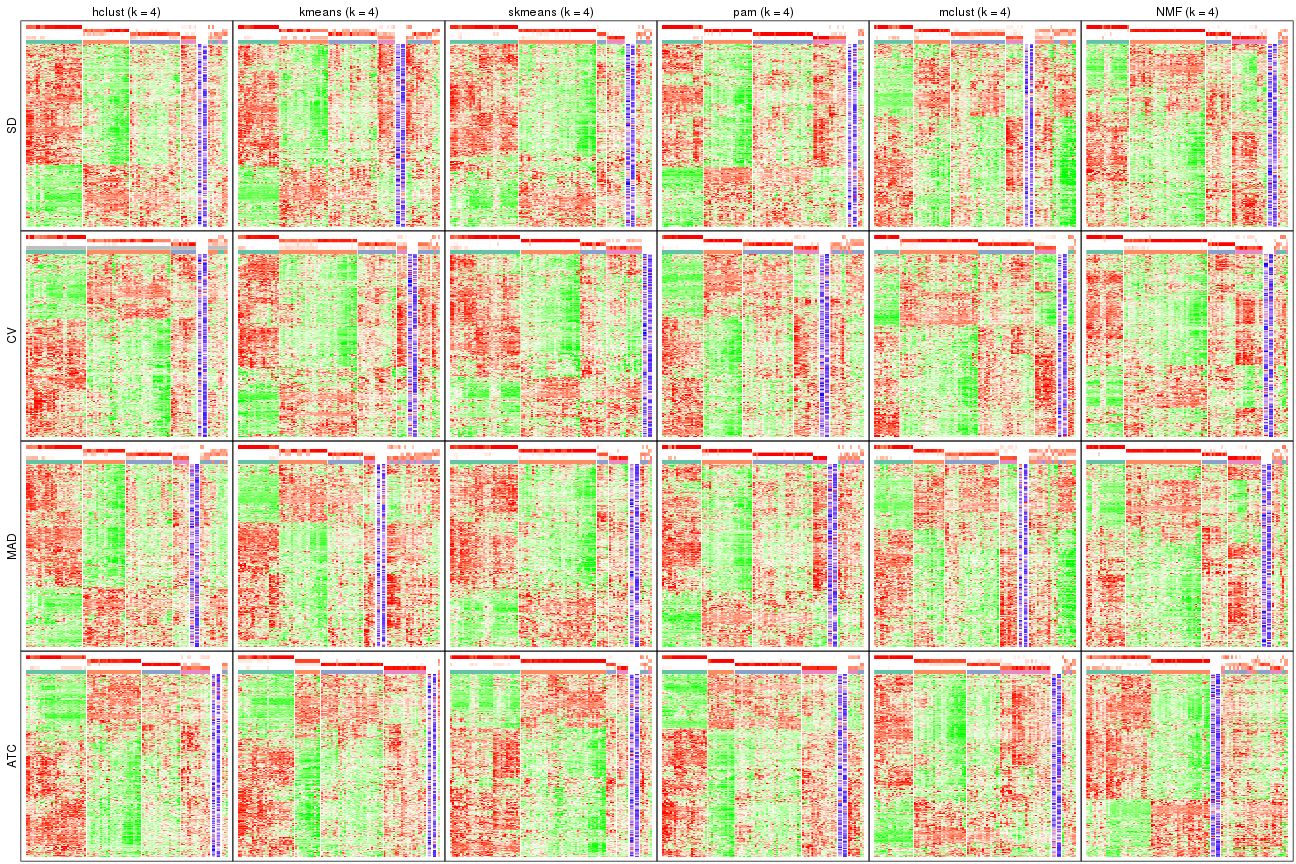 hclust (k = 4)
kmeans (k = 4)
skmeans (k = 4)
pam (k = 4)
mclust (k = 4)
NMF (k = 4)
SD
CV
MAD
ATC